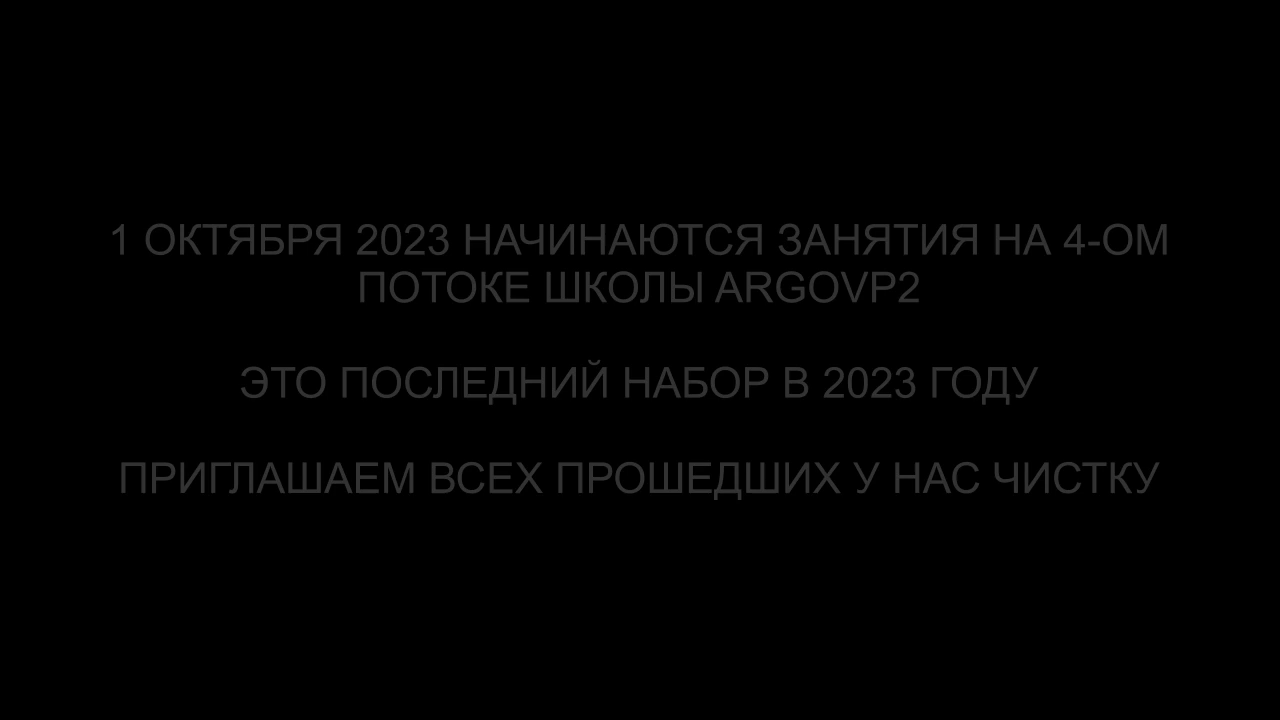 1 ОКТЯБРЯ 2023 НАЧИНАЮТСЯ ЗАНЯТИЯ НА 4-ОМ
ПОТОКЕ ШКОЛЫ ARGOVP2
ЭТО ПОСЛЕДНИЙ НАБОР В 2023 ГОДУ
ПРИГЛАШАЕМ ВСЕХ ПРОШЕДШИХ У НАС ЧИСТКУ